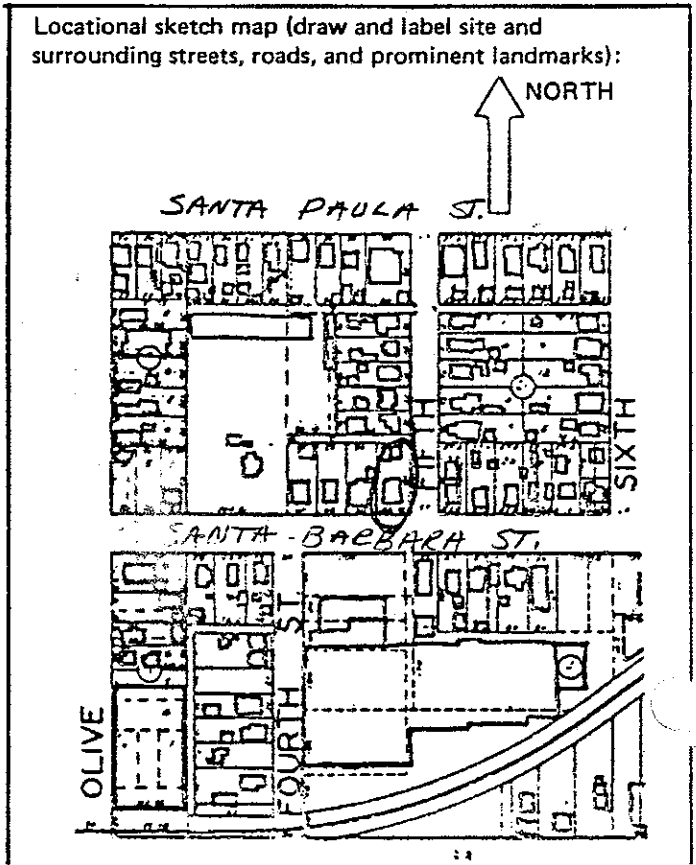 Locational sketch map (draw and label site and
surrounding streets, roads, and prominent landmarks):
NORTH
SANTA PAULA ST.
FIFTH
SIXTH
SANTA-BARBARA ST.
OLIVE
FOURTH ST